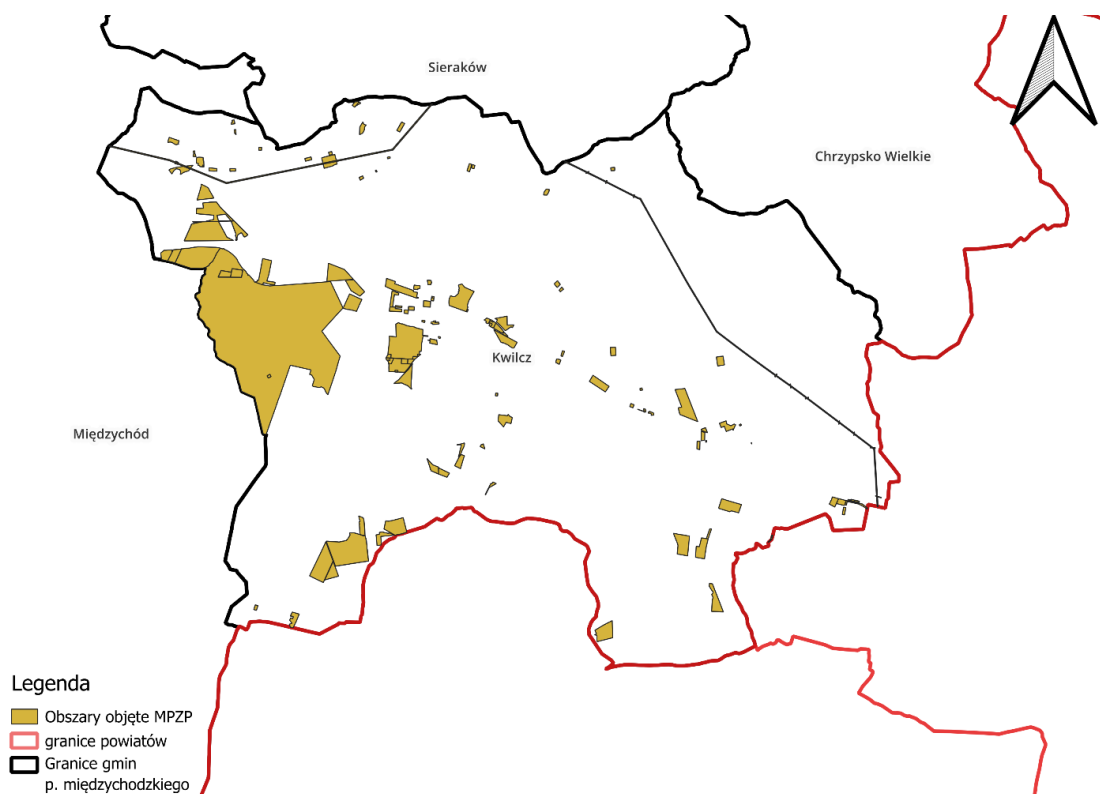 Sieraków
Chrzypsko Wielkie
Kwilcz
Międzychód
Legenda
Obszary objęte MPZP
granice powiatów
Granice gmin
p. międzychodzkiego